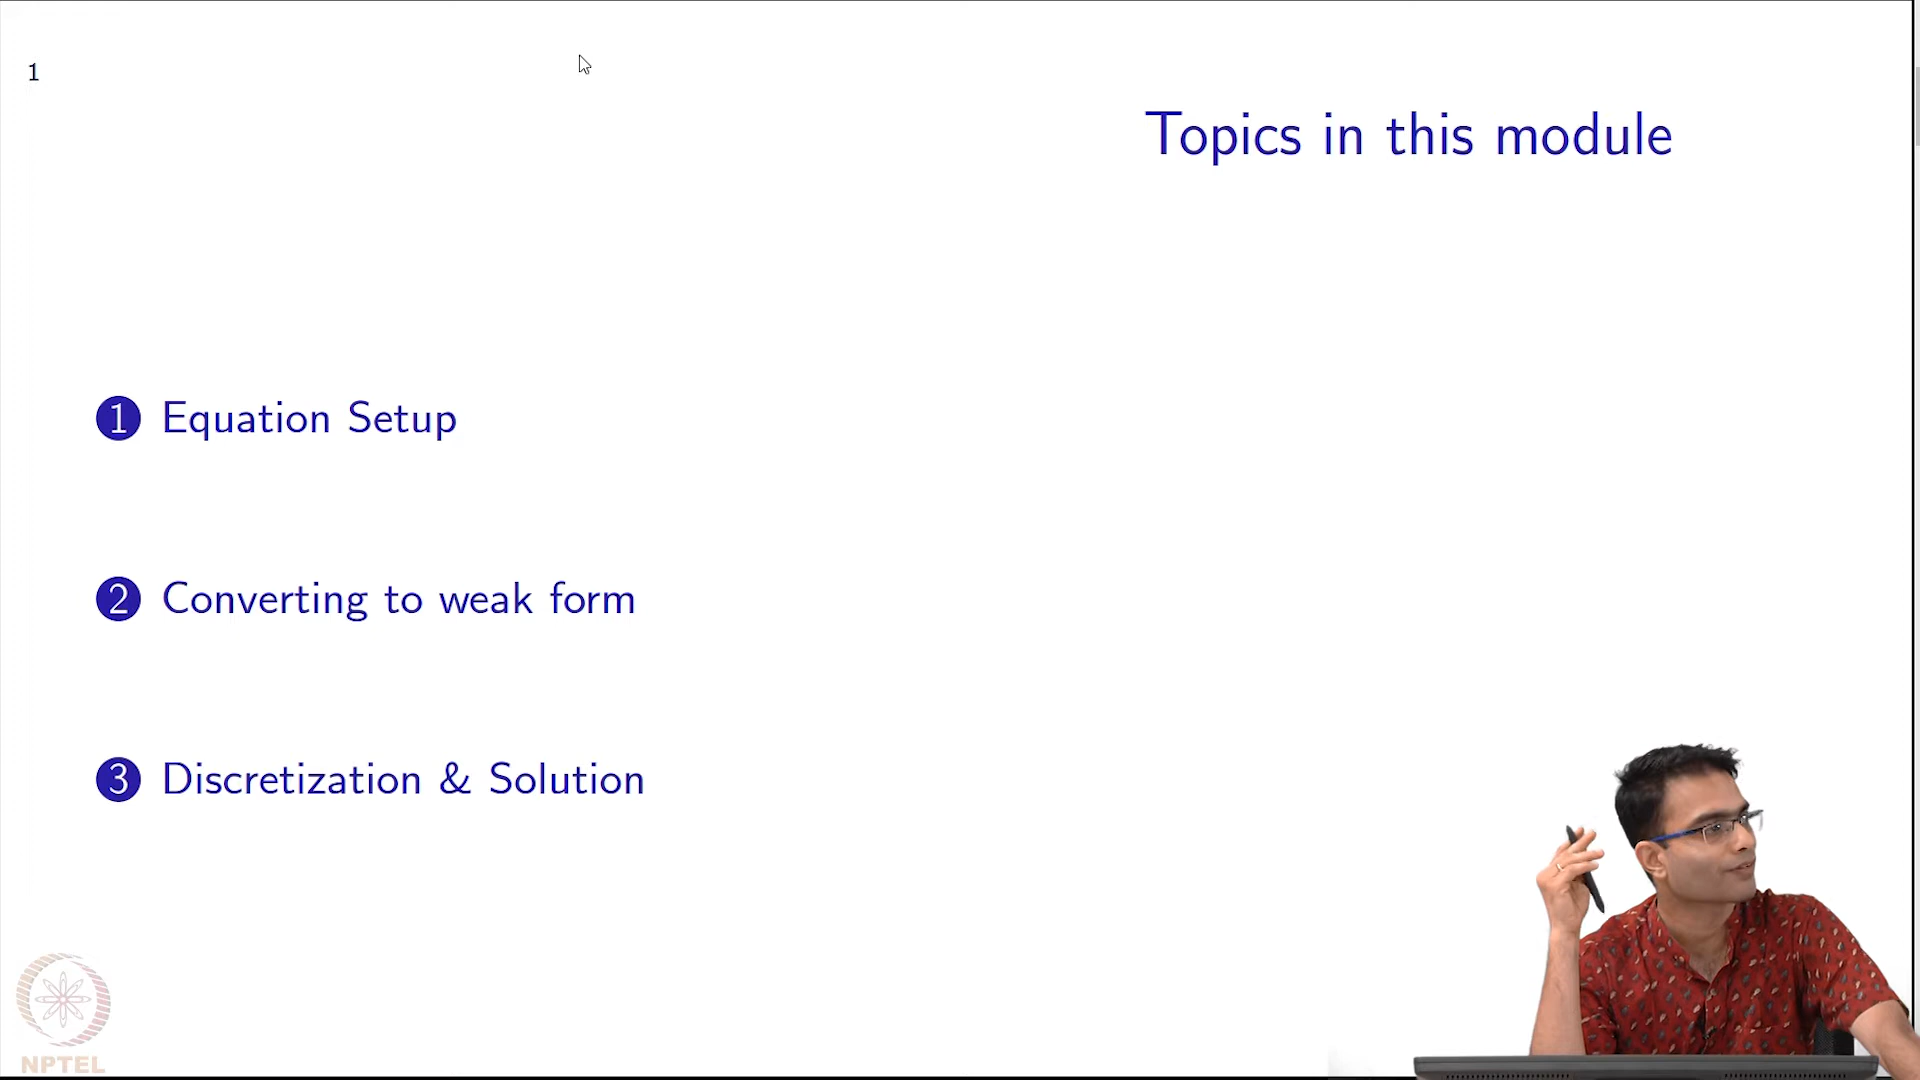 1
Topics in this module
1 Equation Setup
2 Converting to weak form
3 Discretization & Solution
NPTEL